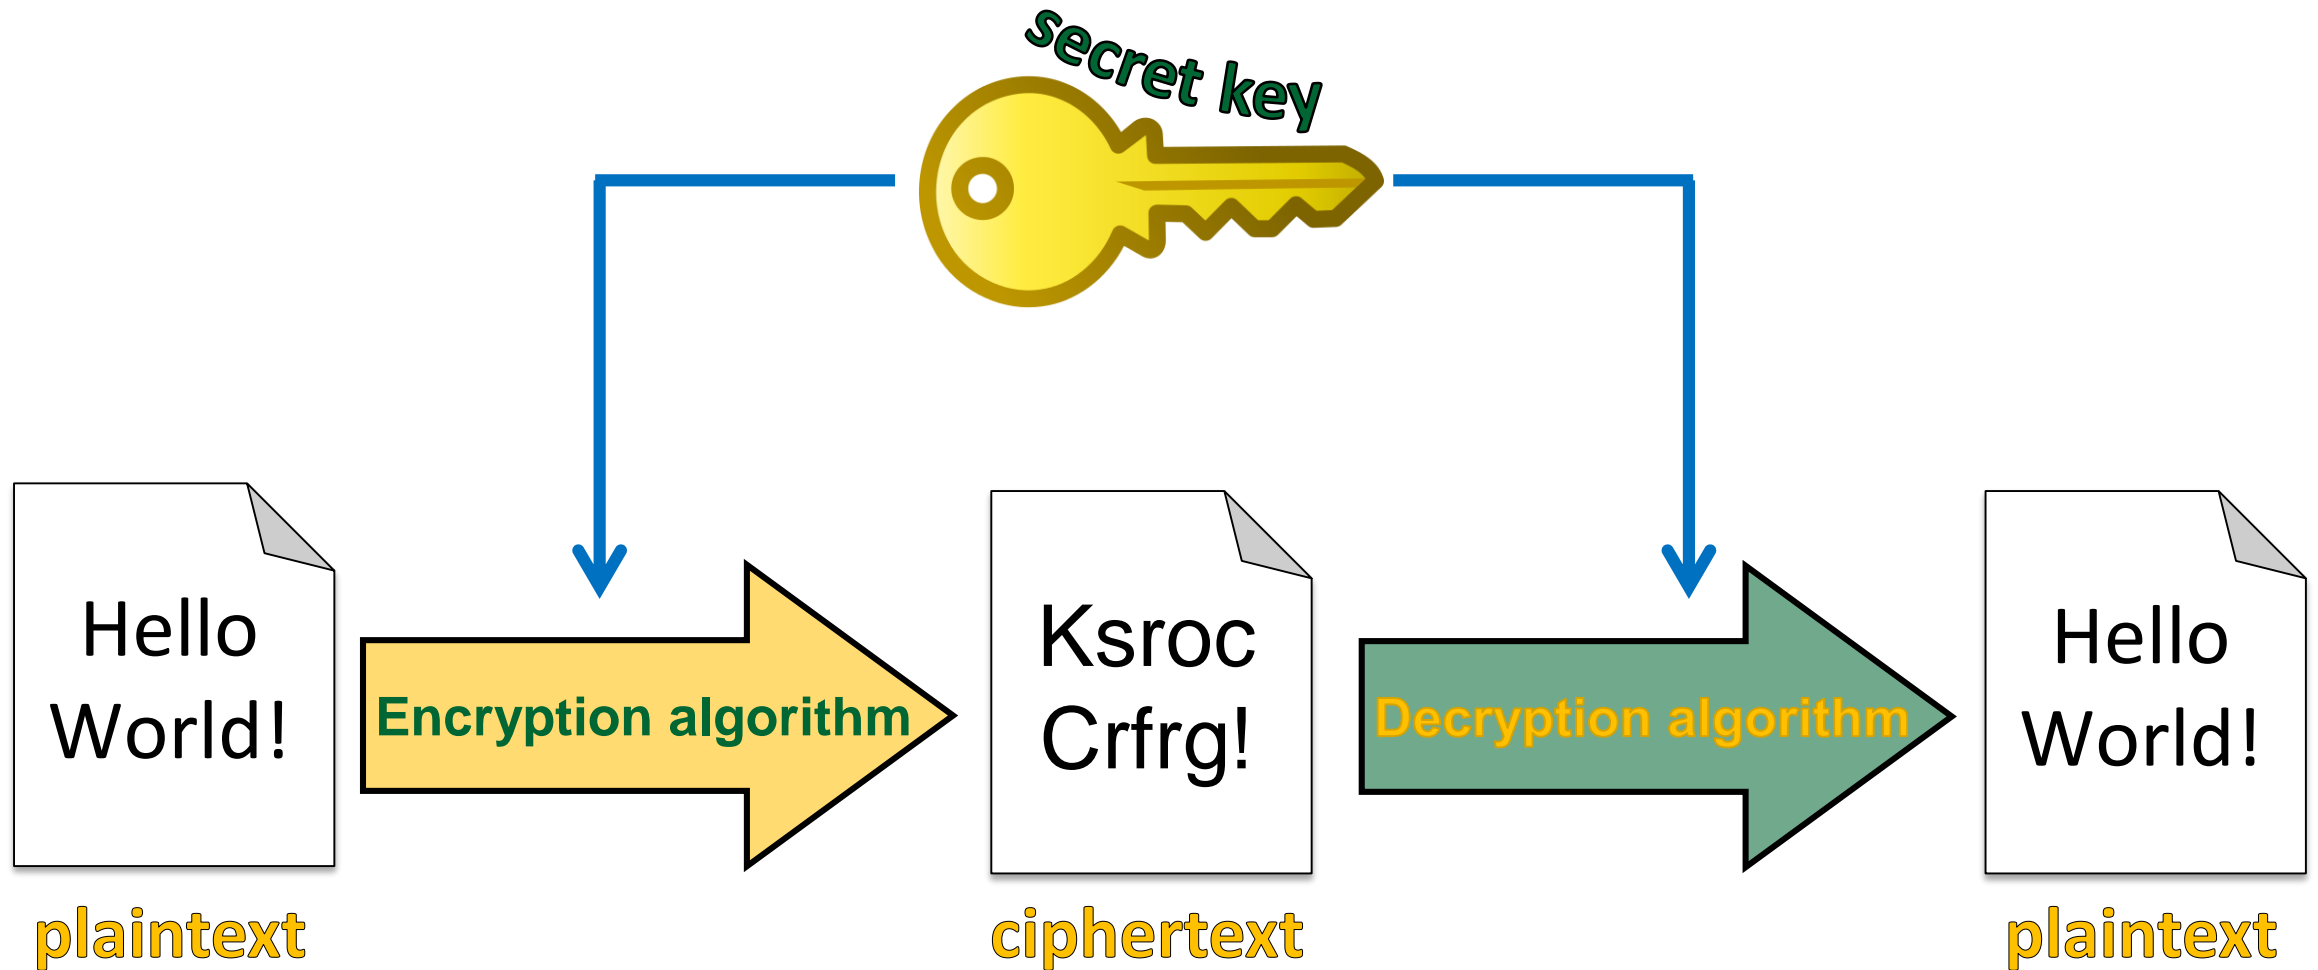 secret key
Hello
World!
Encryption algorithm
Ksroc
Crfrg!
Decryption algorithm
Hello
World!
plaintext
ciphertext
plaintext